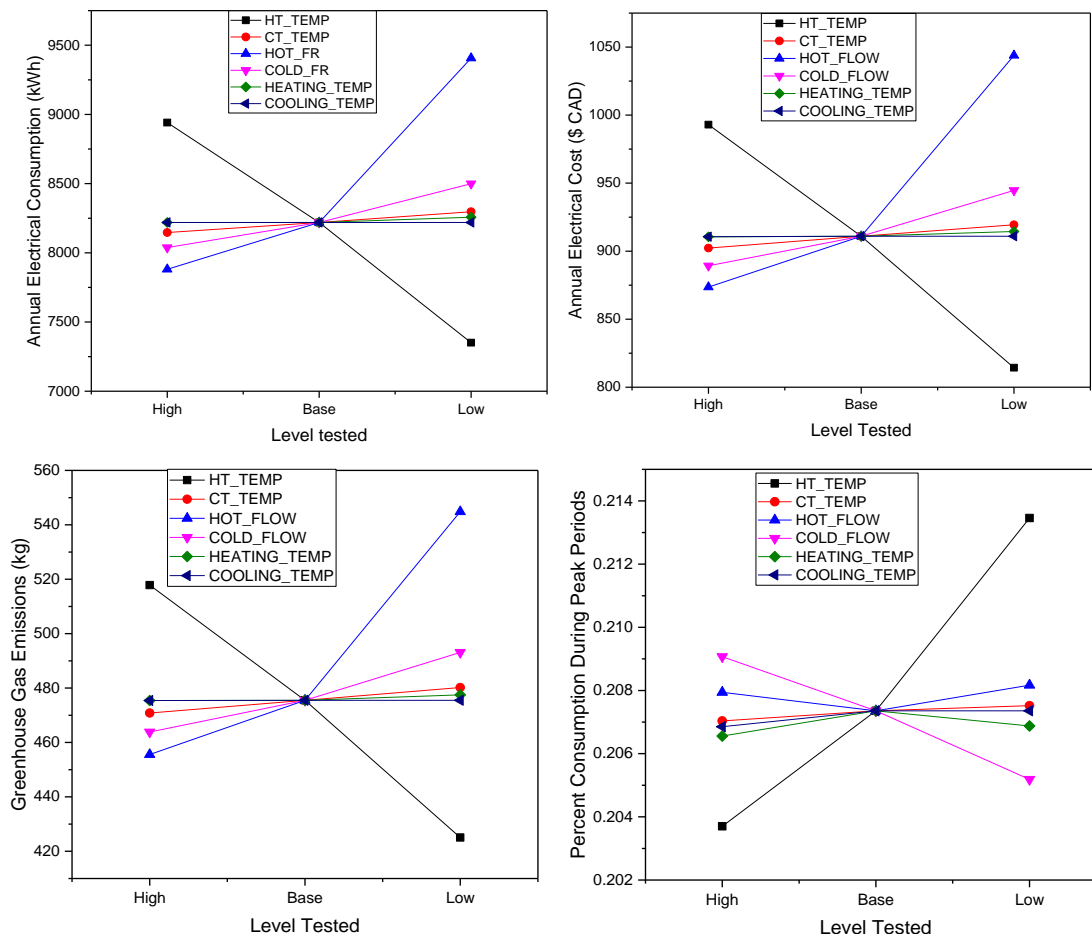 Annual Electrical Consumption (kWh)
9500
9000
8500
8000
7500
7000
HT_TEMP
CT_TEMP
HOT_FR
COLD_FR
HEATING_TEMP
COOLING_TEMP
High
Base
Low
Level tested
Annual Electrical Cost ($ CAD)
1050
1000
950
900
850
800
HT_TEMP
CT_TEMP
HOT_FLOW
COLD_FLOW
HEATING_TEMP
COOLING_TEMP
High
Base
Low
Level Tested
Greenhouse Gas Emissions (kg)
560
540
520
500
480
460
440
420
HT_TEMP
CT_TEMP
HOT_FLOW
COLD_FLOW
HEATING_TEMP
COOLING_TEMP
High
Base
Low
Level Tested
Percent Consumption During Peak Periods
0.214
0.212
0.210
0.208
0.206
0.204
0.202
HT_TEMP
CT_TEMP
HOT_FLOW
COLD_FLOW
HEATING_TEMP
COOLING_TEMP
High
Base
Low
Level Tested